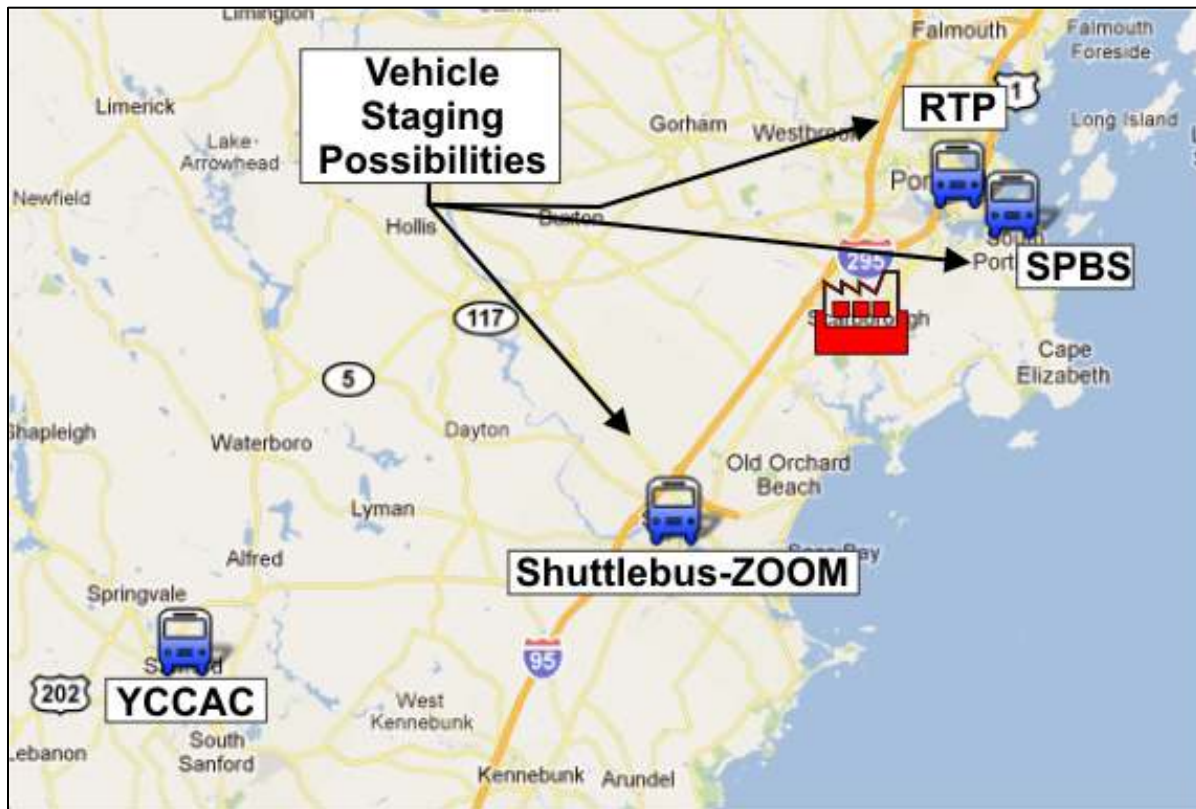 Limington
Falmouth
Falmouth
Foreside
Vehicle
Staging
Possibilities
RTP
1
Limerick
Gorham
Westbrook
Long Island
Lake
Arrowhead
Newfield
Hollis
Buxton
South
SPBS
295
Scarborough
117
Cape
Elizabeth
5
Shapleigh
Waterboro
Dayton
Old Orchard
Beach
Lyman
Alfred
Shuttlebus-ZOOM
Springvale
95
202
YCCAC
West
Kennebunk
South
Sanford
Lebanon
Kennebunk
Arundel